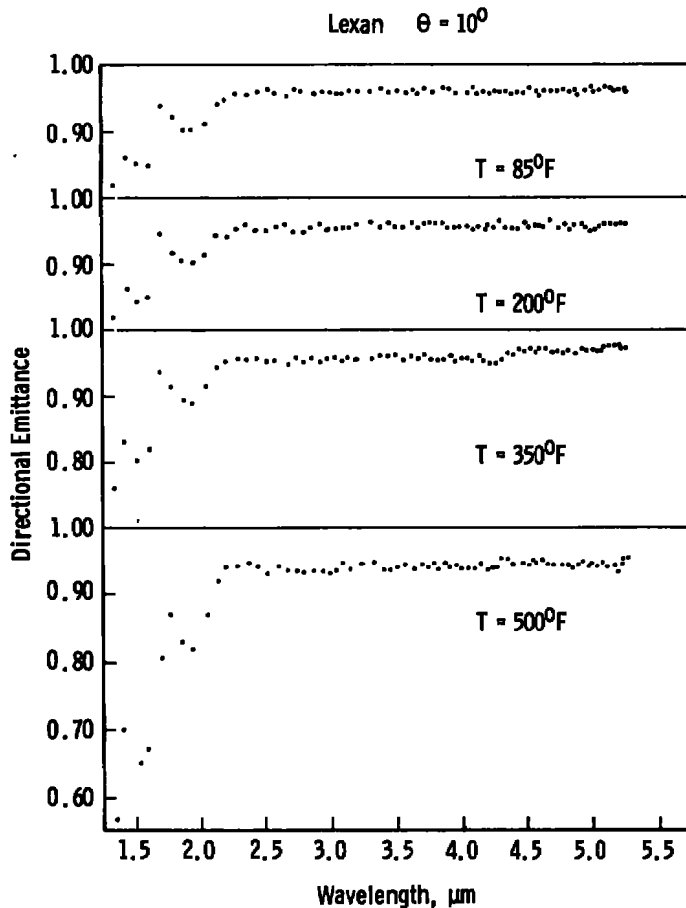 Lexan θ = 10⁰
Directional Emittance
1.00
0.90
T = 85⁰F
1.00
0.90
T = 200⁰F
1.00
0.90
0.80
T = 350⁰F
1.00
0.90
T = 500⁰F
0.80
0.70
0.60
1.5 2.0 2.5 3.0 3.5 4.0 4.5 5.0 5.5
Wavelength, μm